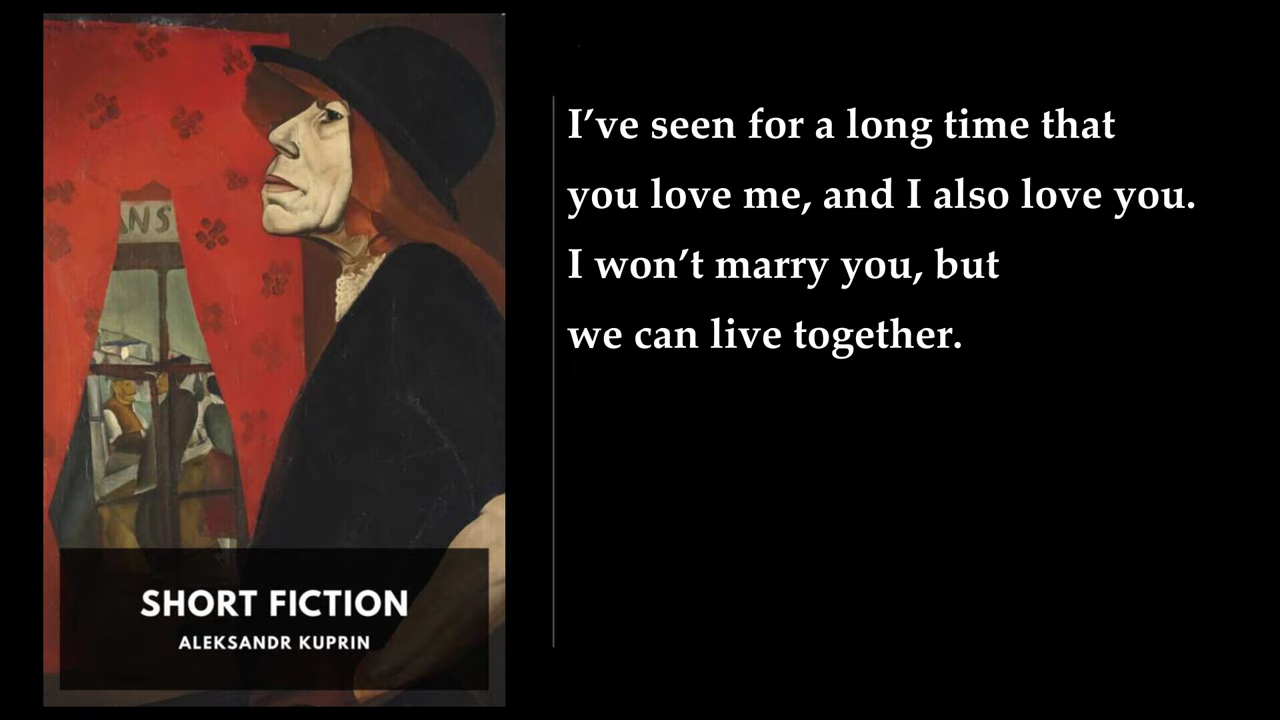 ANS
SHORT FICTION
ALEKSANDR KUPRIN
I’ve seen for a long time that
you love me, and I also love you.
I won’t marry you, but
we can live together.